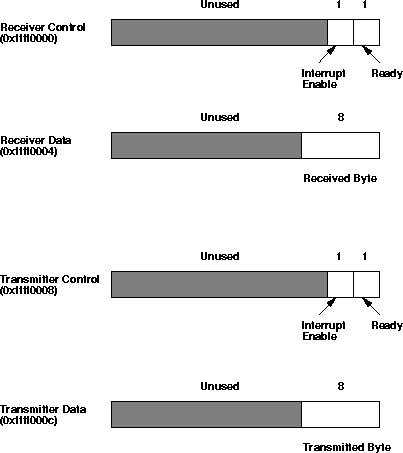 Unused 1 1
Receiver Control
(0xffff0000)
Interrupt Ready
Enable
Unused 8
Receiver Data
(0xffff0004)
Received Byte
Unused 1 1
Transmitter Control
(0xffff0008)
Interrupt Ready
Enable
Unused 8
Transmitter Data
(0xffff000c)
Transmitted Byte